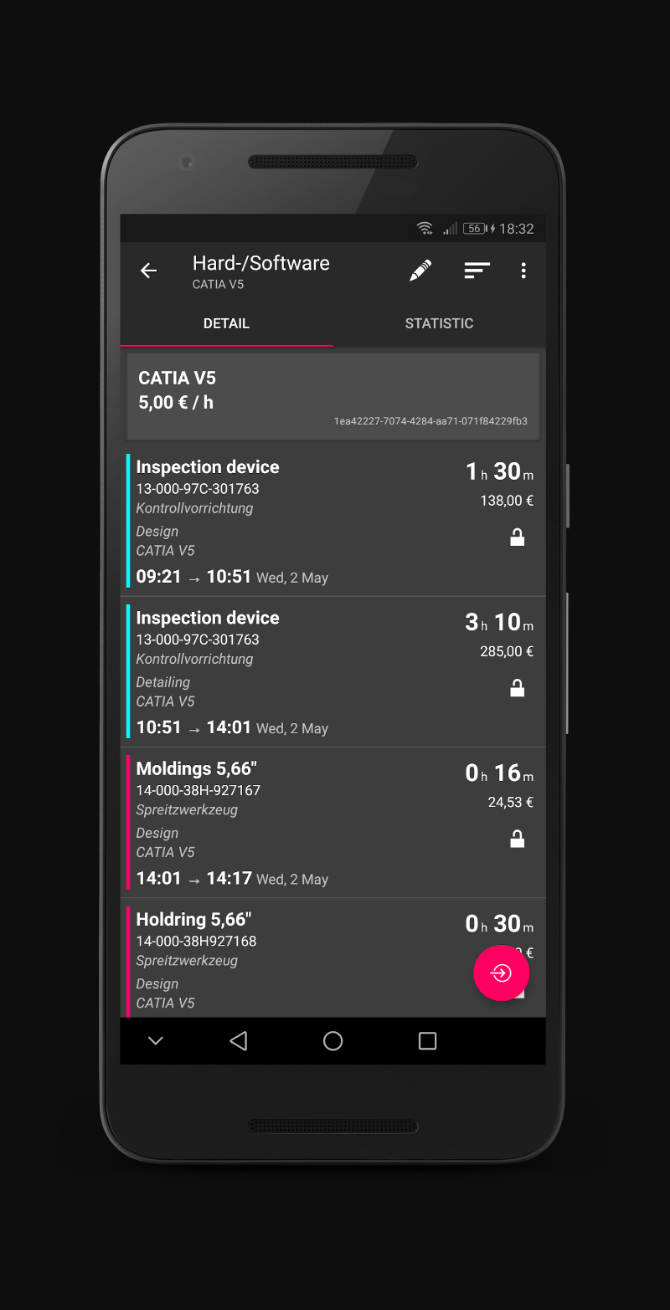 56 18:32
Hard-/Software
CATIA V5
DETAIL STATISTIC
CATIA V5
5,00 € / h
1ea42227-7074-4284-aa71-071f84229fb3
Inspection device 1 h 30 m
13-000-97C-301763 138,00 €
Kontrollvorrichtung
Design
CATIA V5
09:21 → 10:51 Wed, 2 May
Inspection device 3 h 10 m
13-000-97C-301763 285,00 €
Kontrollvorrichtung
Detailing
CATIA V5
10:51 → 14:01 Wed, 2 May
Moldings 5,66" 0 h 16 m
14-000-38H-927167 24,53 €
Spreitzwerkzeug
Design
CATIA V5
14:01 → 14:17 Wed, 2 May
Holdring 5,66" 0 h 30 m
14-000-38H927168 €
Spreitzwerkzeug
Design
CATIA V5